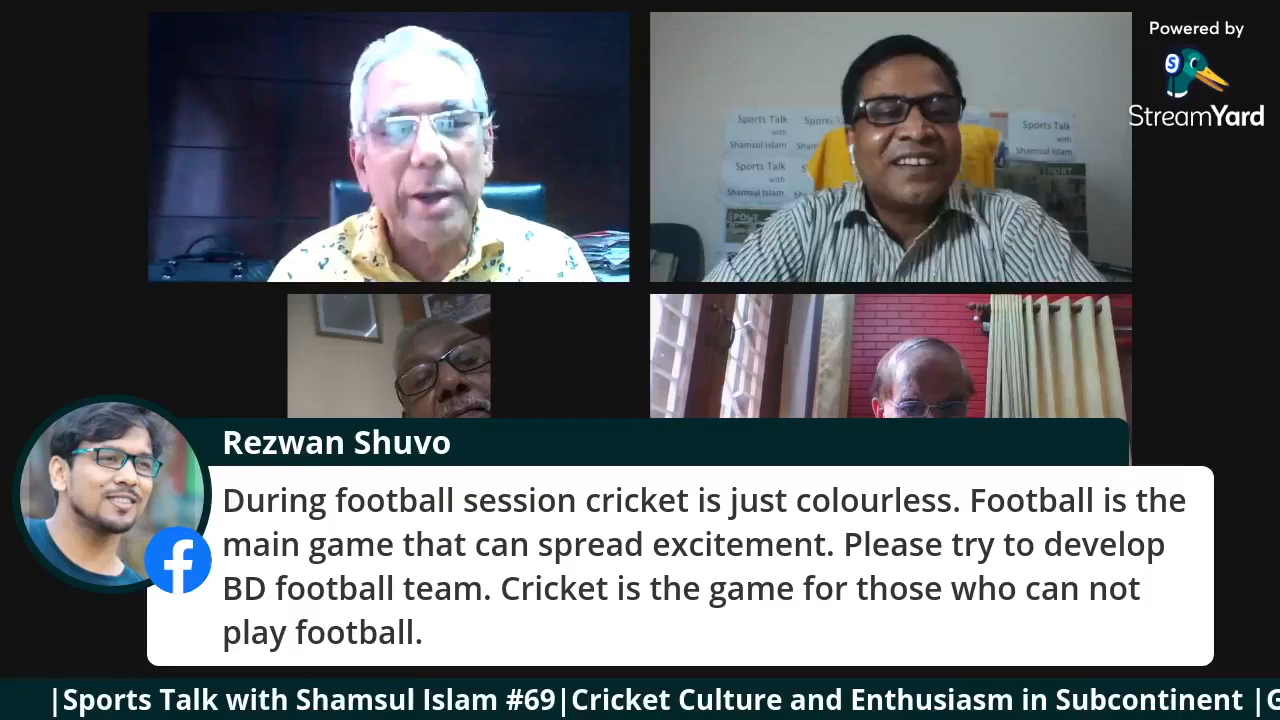 Powered by
S
StreamYard
Sports Talk
with
Shamsul Islam
Sports Talk
with
Shamsul Islam
Sports Talk
with
Shamsul Islam
SPORT
SPOUT
Rezwan Shuvo
During football session cricket is just colourless. Football is the
main game that can spread excitement. Please try to develop
BD football team. Cricket is the game for those who can not
play football.
|Sports Talk with Shamsul Islam #69|Cricket Culture and Enthusiasm in Subcontinent |